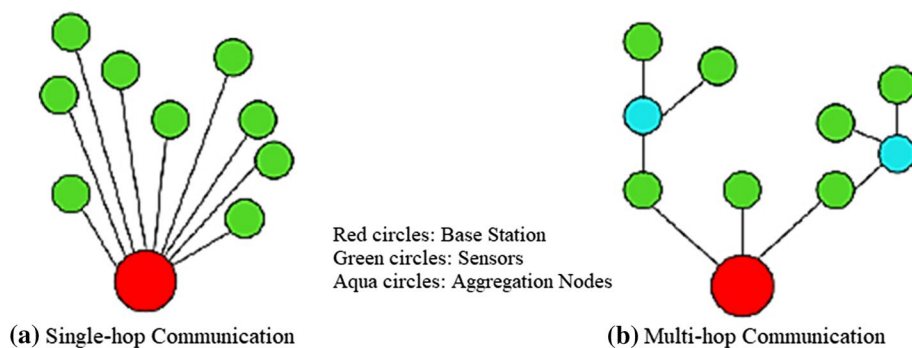 Red circles: Base Station
Green circles: Sensors
Aqua circles: Aggregation Nodes
(a) Single-hop Communication
(b) Multi-hop Communication